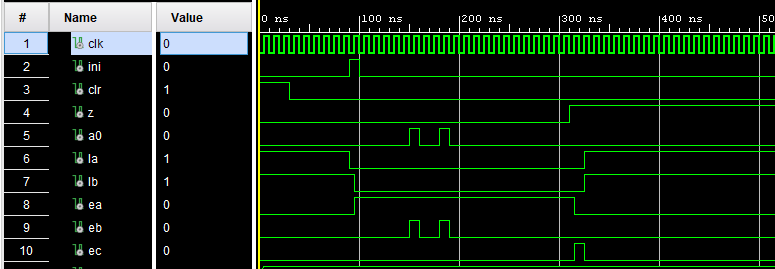 # Name Value
0 ns 100 ns 200 ns 300 ns 400 ns 50
1 clk 0
2 ini 0
3 clr 1
4 z 0
5 a0 0
6 la 1
7 lb 1
8 ea 0
9 eb 0
10 ec 0